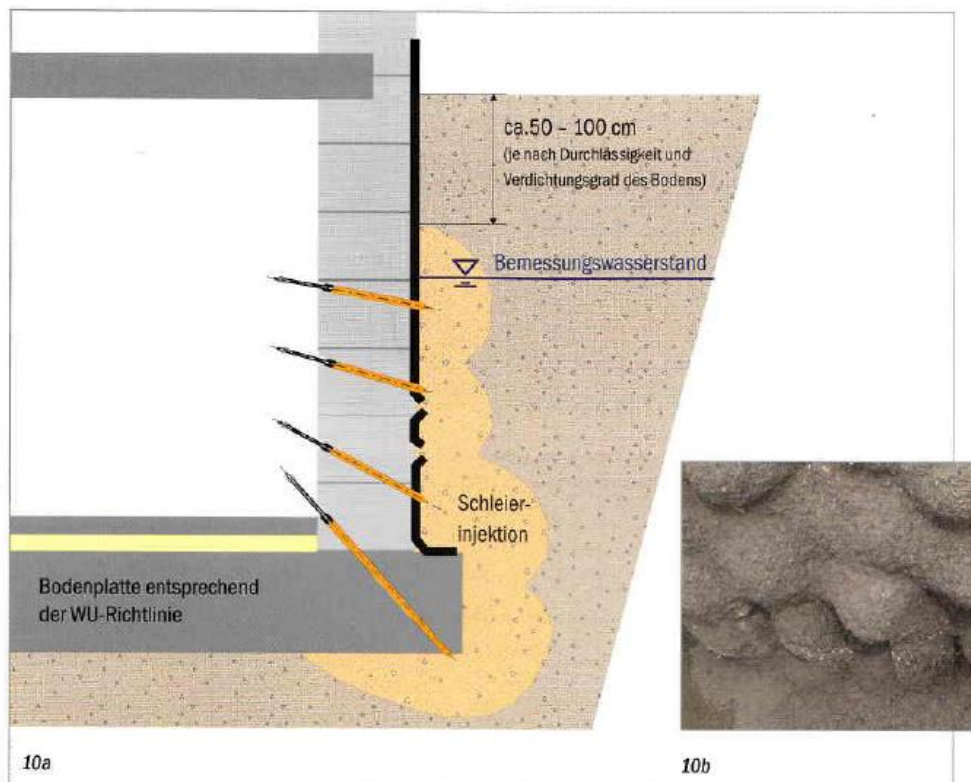 ca.50 – 100 cm
(je nach Durchlässigkeit und
Verdichtungsgrad des Bodens)
Bemessungswasserstand
Schleier-
injektion
Bodenplatte entsprechend
der WU-Richtlinie
10a
10b